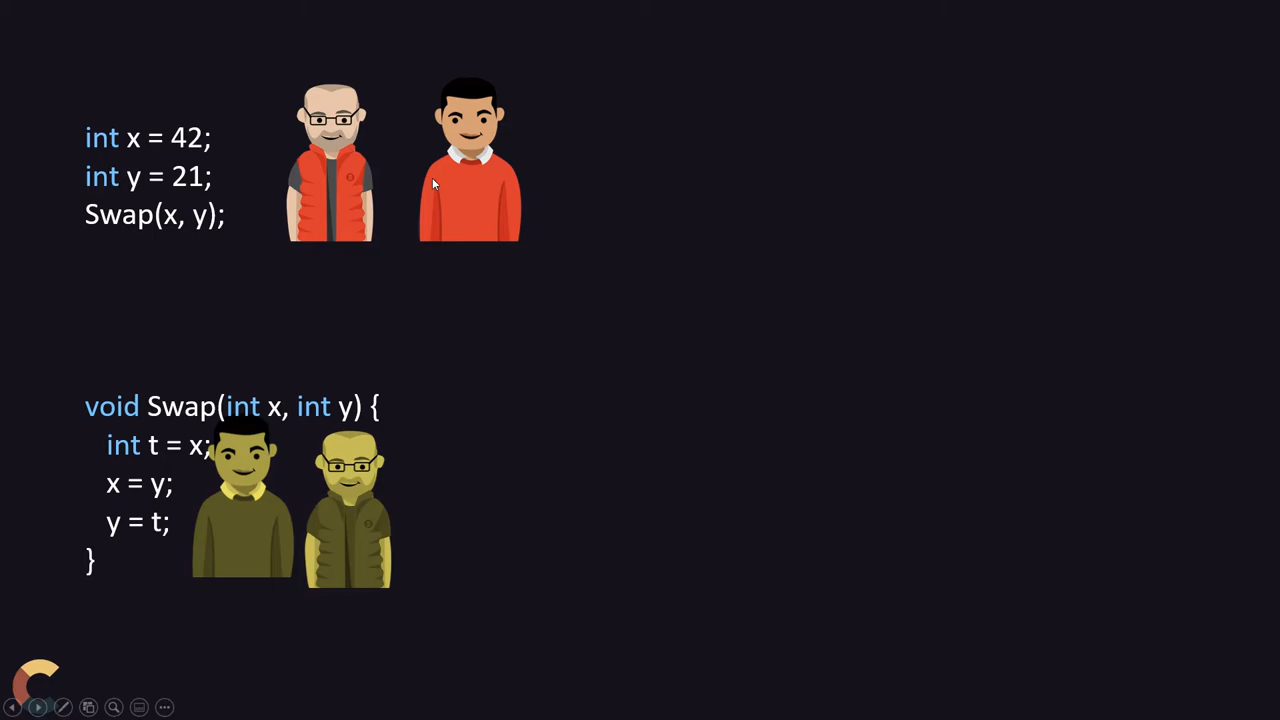 int x = 42;
int y = 21;
Swap(x, y);
void Swap(int x, int y) {
int t = x;
x = y;
y = t;
}